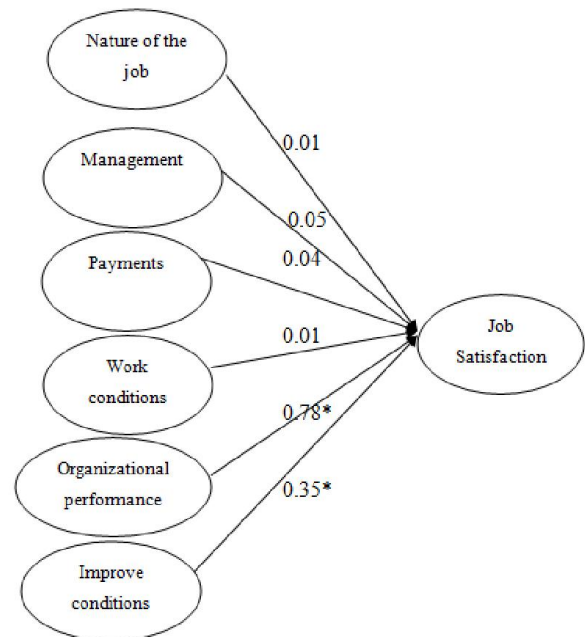 Nature of the
job
0.01
Management
0.05
Payments
0.04
Work
conditions
0.01
Organizational
performance
0.78*
Improve
conditions
0.35*
Job
Satisfaction